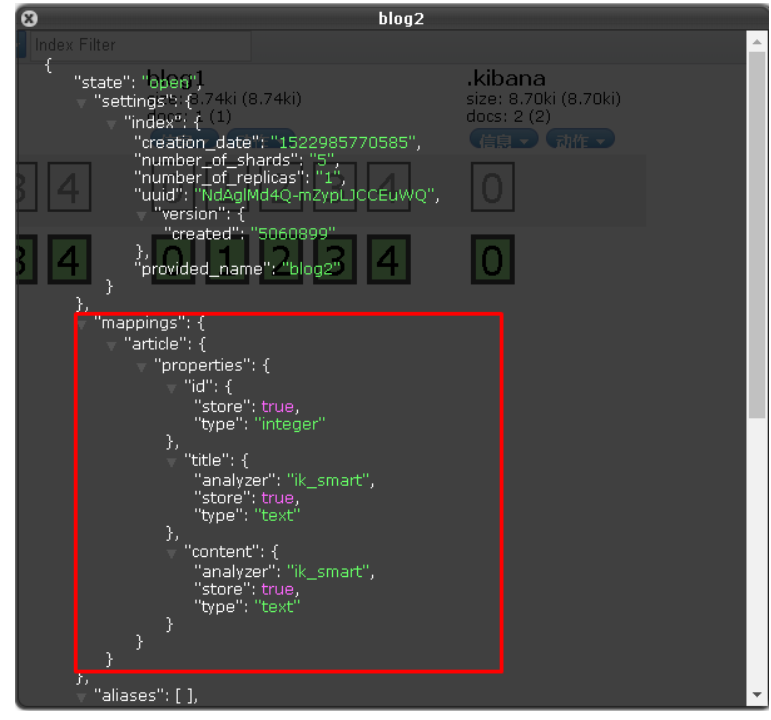 blog2
Index Filter
{
"state": "open",
"settings": {
"index": {
"creation_date": "1522985770585",
"number_of_shards": "5",
"number_of_replicas": "1",
"uuid": "NdAglMd4Q-mZypLJCCEuWQ",
"version": {
"created": "5060899"
},
"provided_name": "blog2"
}
},
"mappings": {
"article": {
"properties": {
"id": {
"store": true,
"type": "integer"
},
"title": {
"analyzer": "ik_smart",
"store": true,
"type": "text"
},
"content": {
"analyzer": "ik_smart",
"store": true,
"type": "text"
}
}
}
},
"aliases": [ ],
blog1
size: 8.74ki (8.74ki)
docs: 1 (1)
.kibana
size: 8.70ki (8.70ki)
docs: 2 (2)
信息 动作
3 4
0
3 4 0 1 2 3 4 0